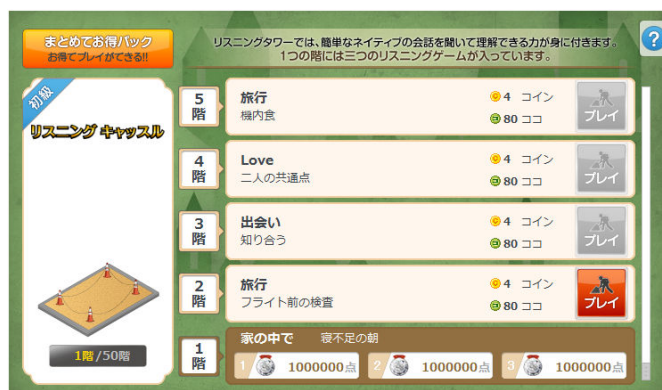 まとめてお得パック
お得でプレイができる!!
リスニングタワーでは、簡単なネイティブの会話を聞いて理解できる力が身に付きます。
1つの階には三つのリスニングゲームが入っています。
?
初級
リスニング キャッスル
1階/50階
5階
旅行
機内食
4 コイン
80 ココ
プレイ
4階
Love
二人の共通点
4 コイン
80 ココ
プレイ
3階
出会い
知り合う
4 コイン
80 ココ
プレイ
2階
旅行
フライト前の検査
4 コイン
80 ココ
プレイ
1階
家の中で 寝不足の朝
1 1000000点 2 1000000点 3 1000000点